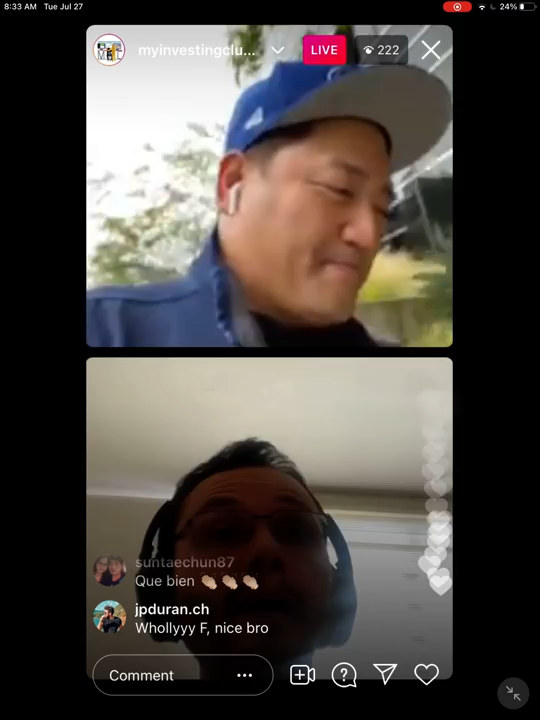 8:33 AM Tue Jul 27
24%
myinvestingclu...
LIVE
222
suntaechun87
Que bien 👏🏼👏🏼👏🏼
jpduran.ch
Whollyyy F, nice bro
Comment